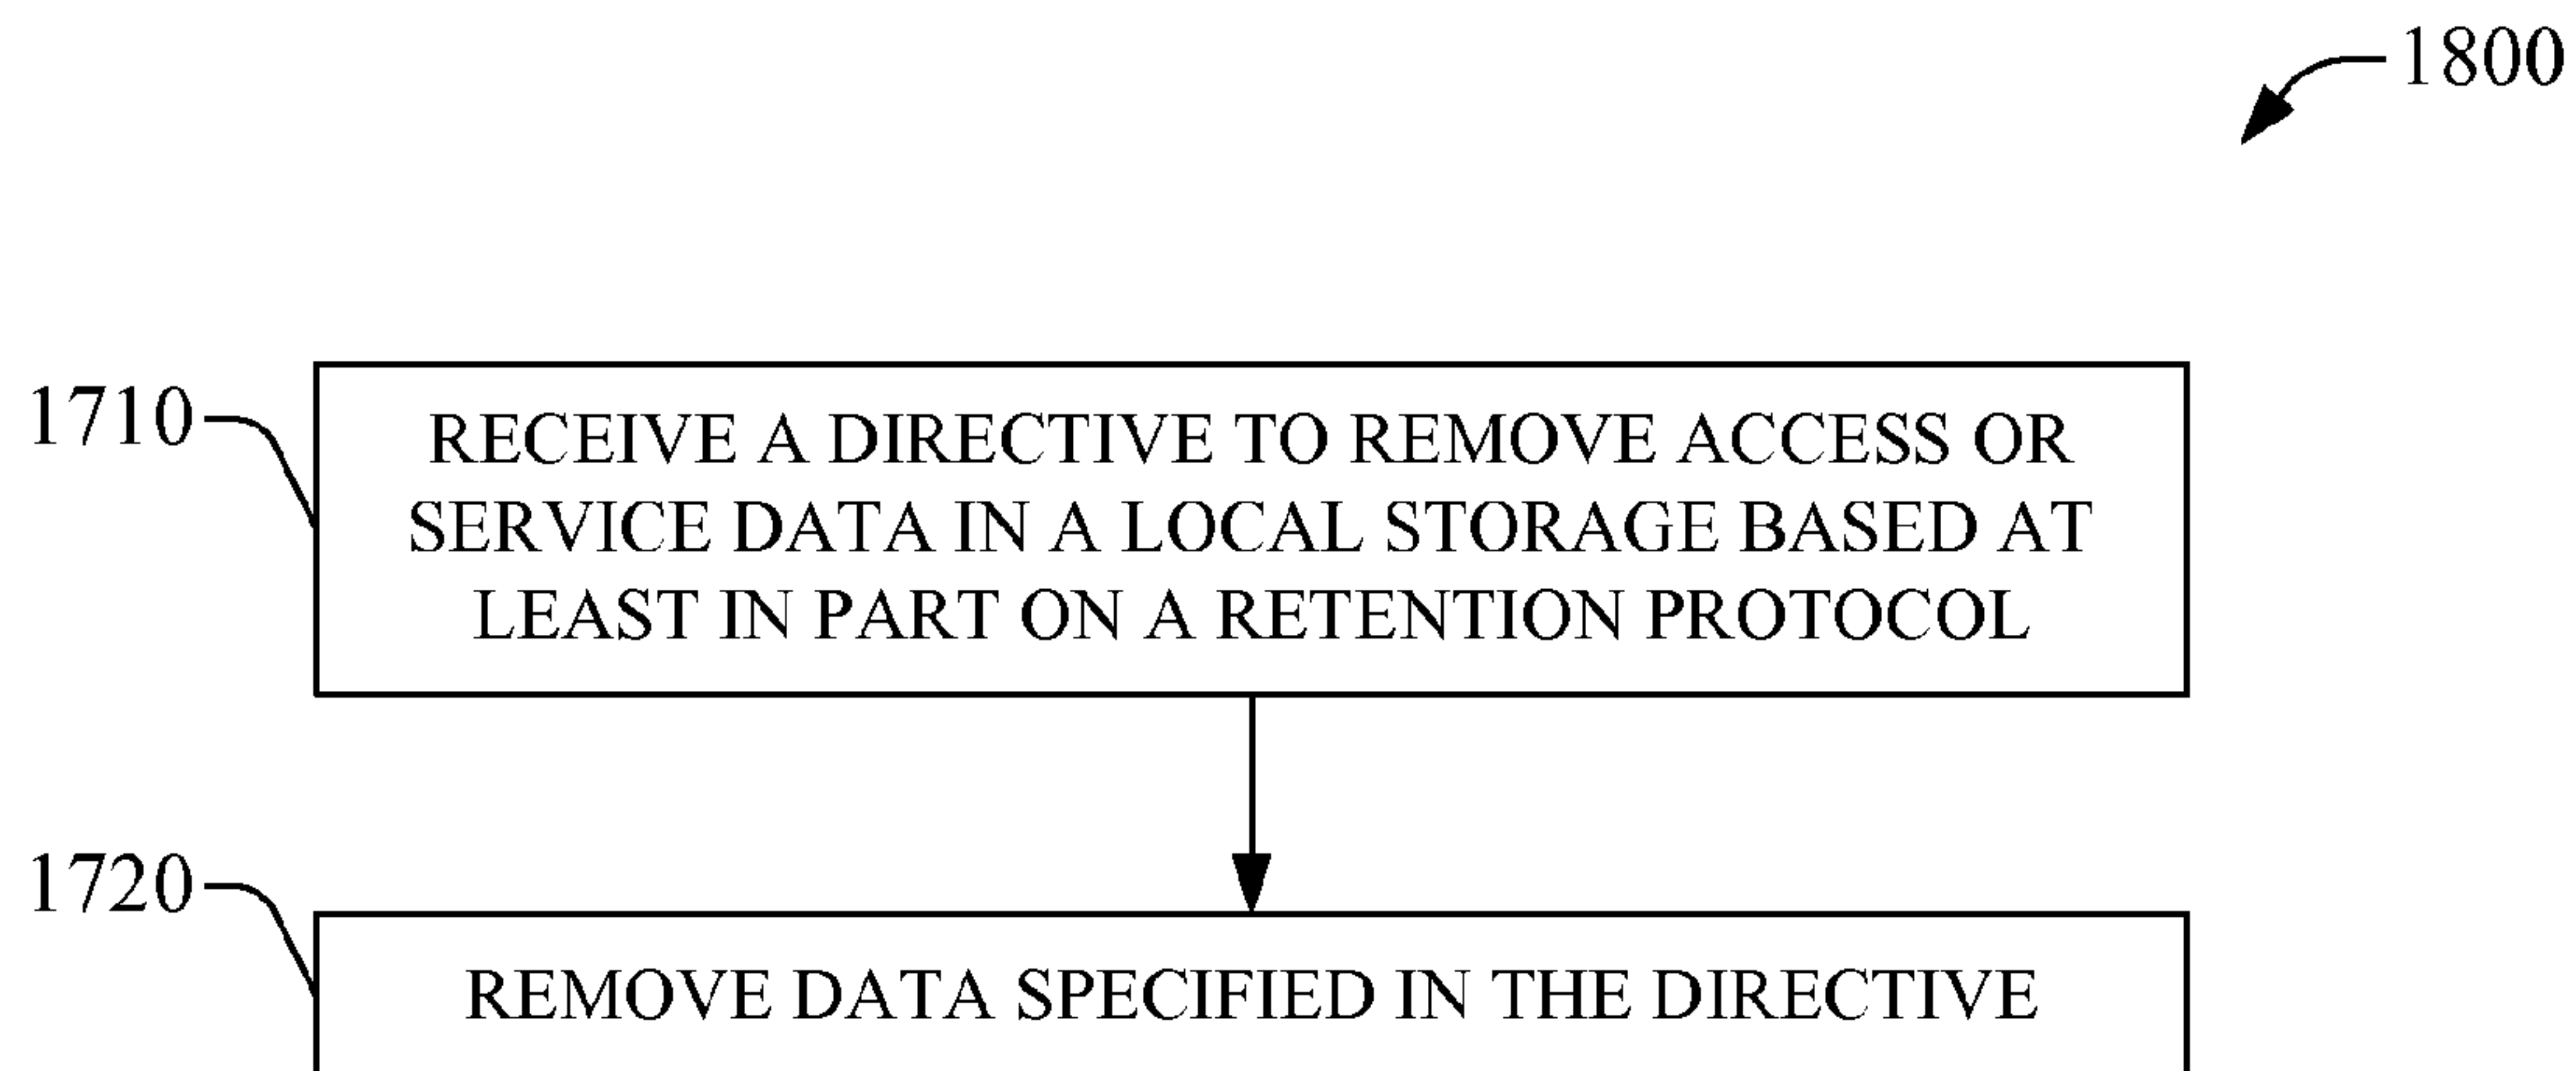 1800
1710
RECEIVE A DIRECTIVE TO REMOVE ACCESS OR
SERVICE DATA IN A LOCAL STORAGE BASED AT
LEAST IN PART ON A RETENTION PROTOCOL
1720
REMOVE DATA SPECIFIED IN THE DIRECTIVE